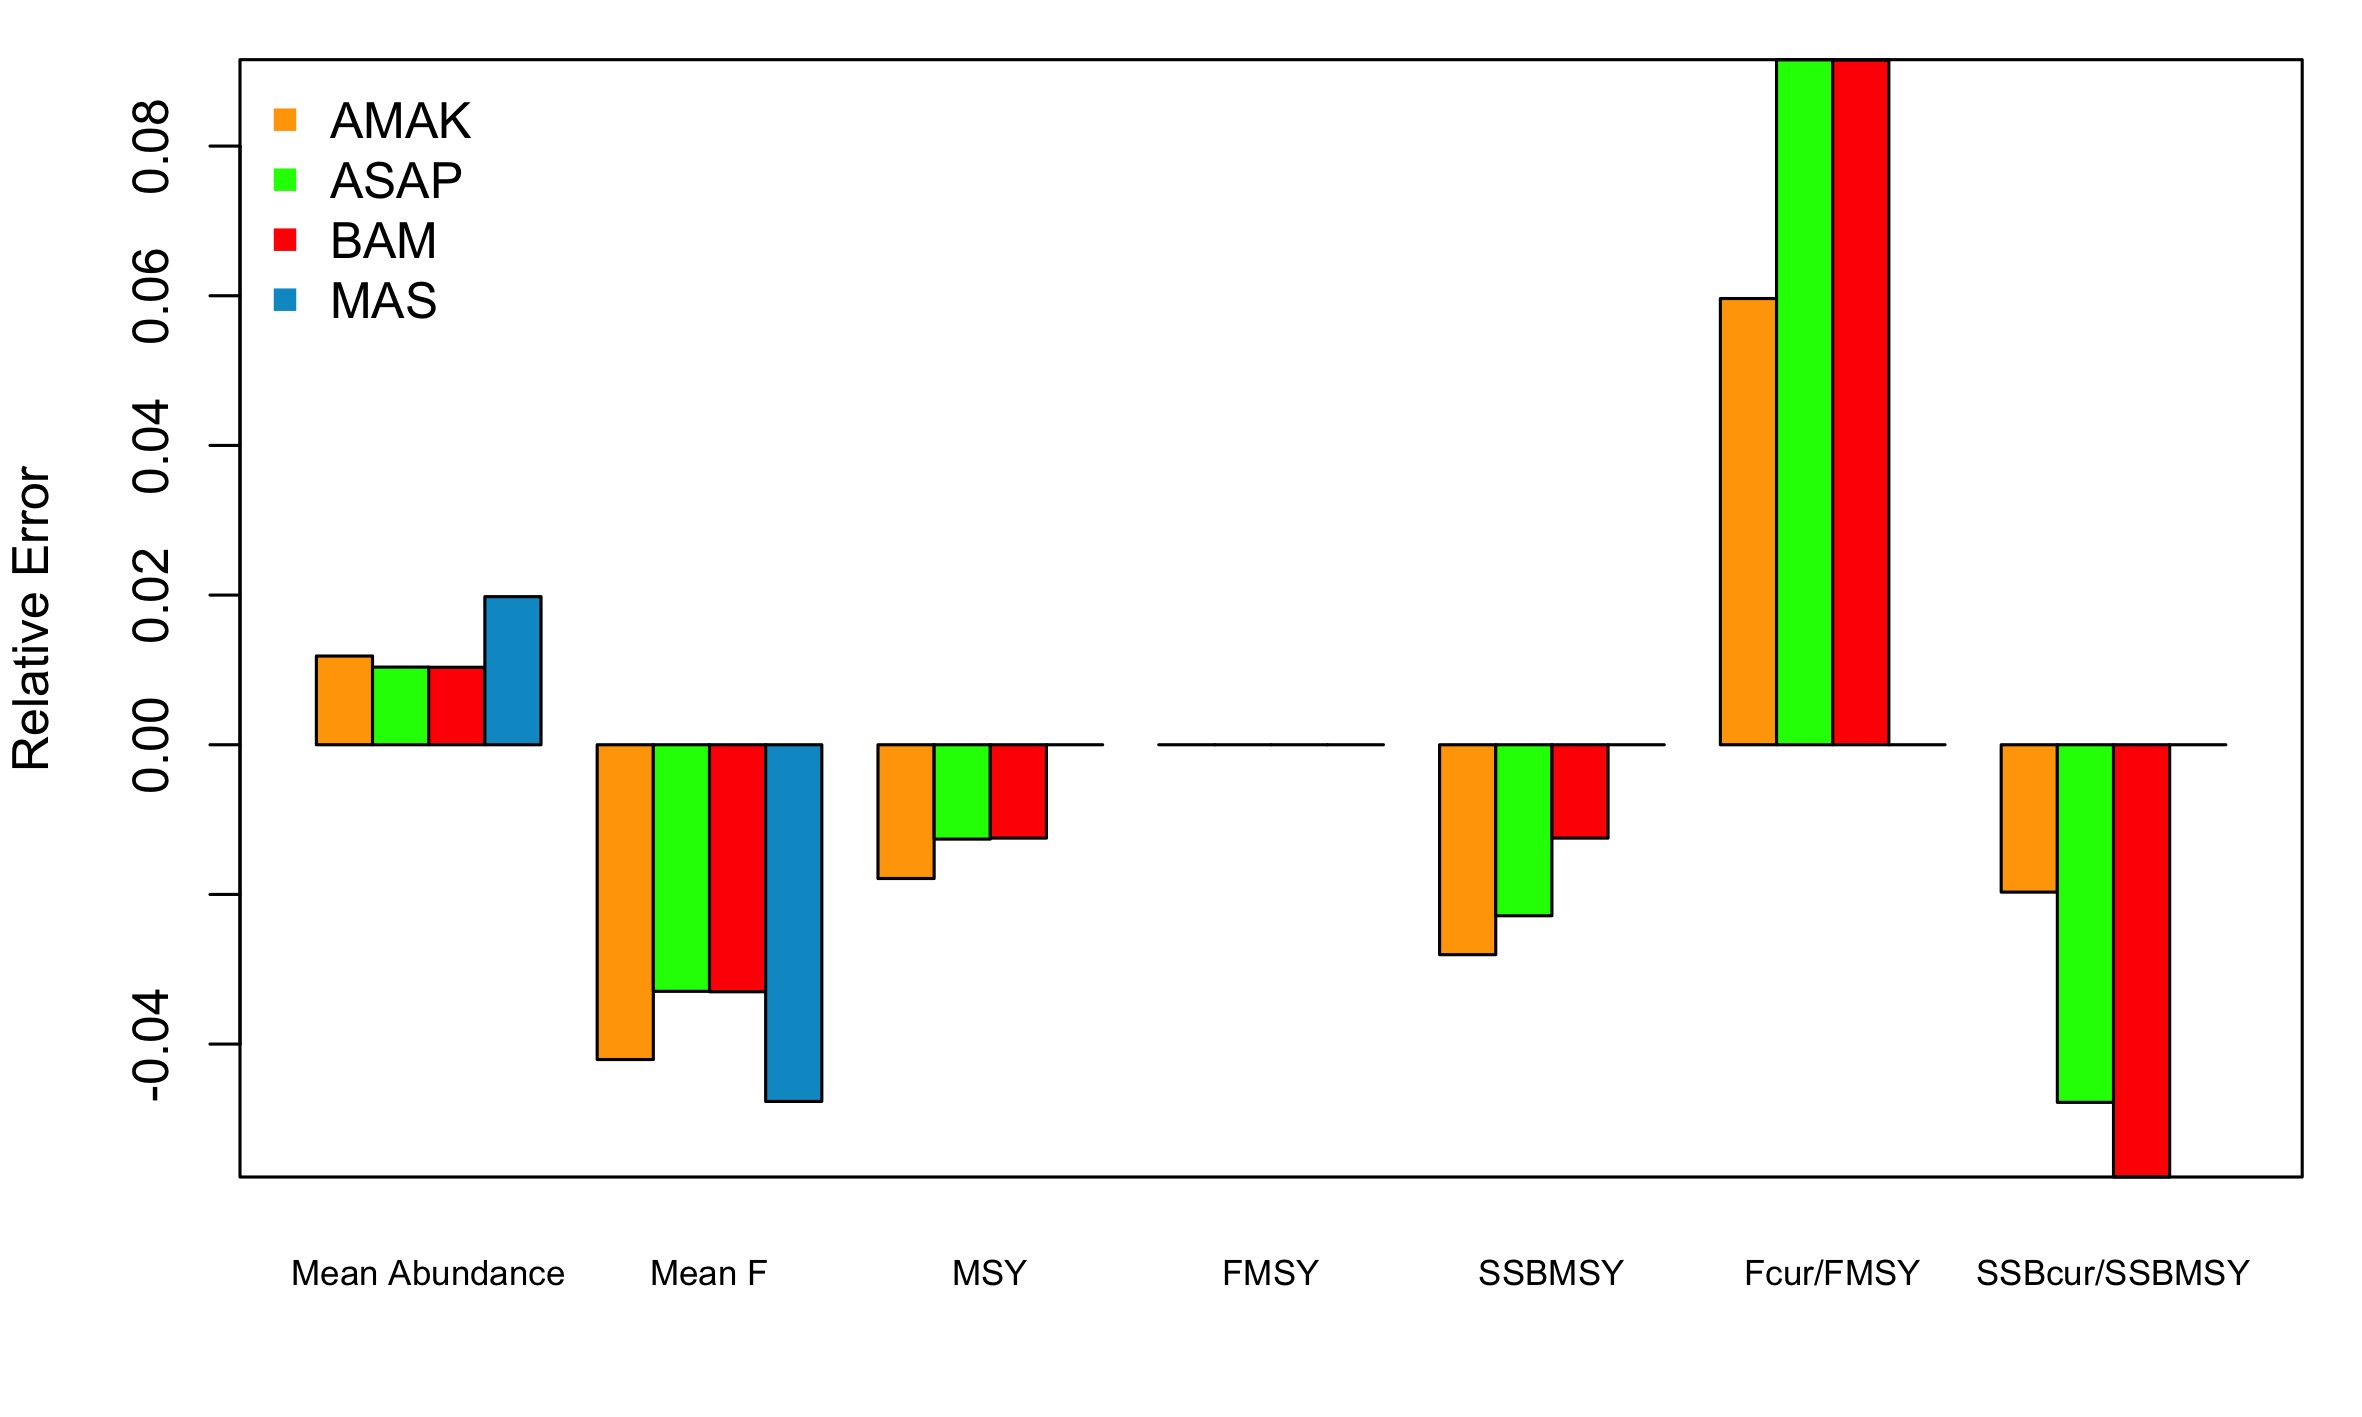 AMAK
ASAP
BAM
MAS
Relative Error
0.08
0.06
0.04
0.02
0.00
-0.04
Mean Abundance
Mean F
MSY
FMSY
SSBMSY
Fcur/FMSY
SSBcur/SSBMSY